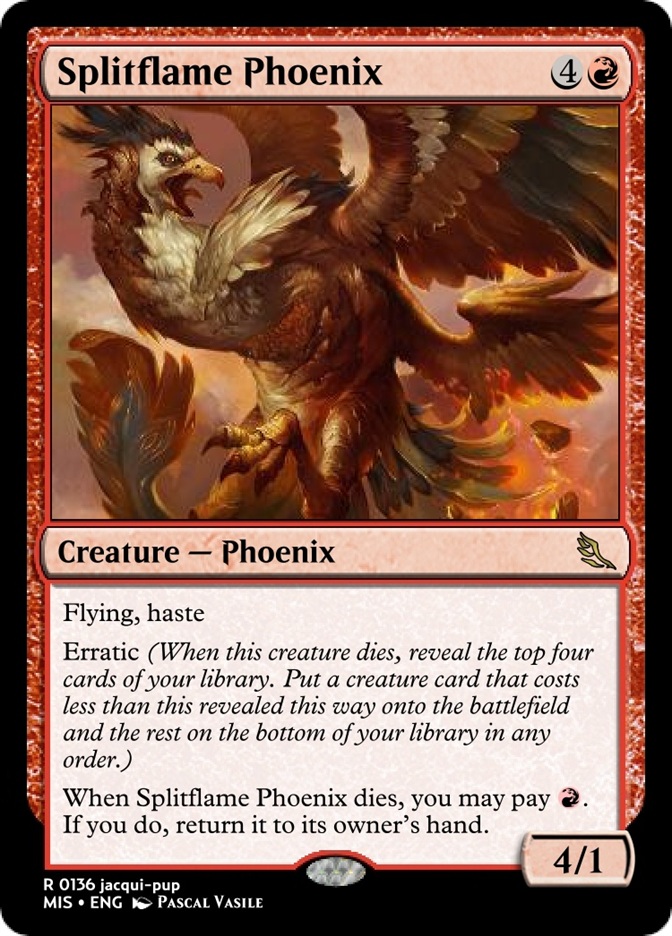 Splitflame Phoenix 4
Creature — Phoenix
Flying, haste
Erratic (When this creature dies, reveal the top four
cards of your library. Put a creature card that costs
less than this revealed this way onto the battlefield
and the rest on the bottom of your library in any
order.)
When Splitflame Phoenix dies, you may pay .
If you do, return it to its owner's hand.
4/1
R 0136 jacqui-pup
MIS • ENG Pascal Vasile